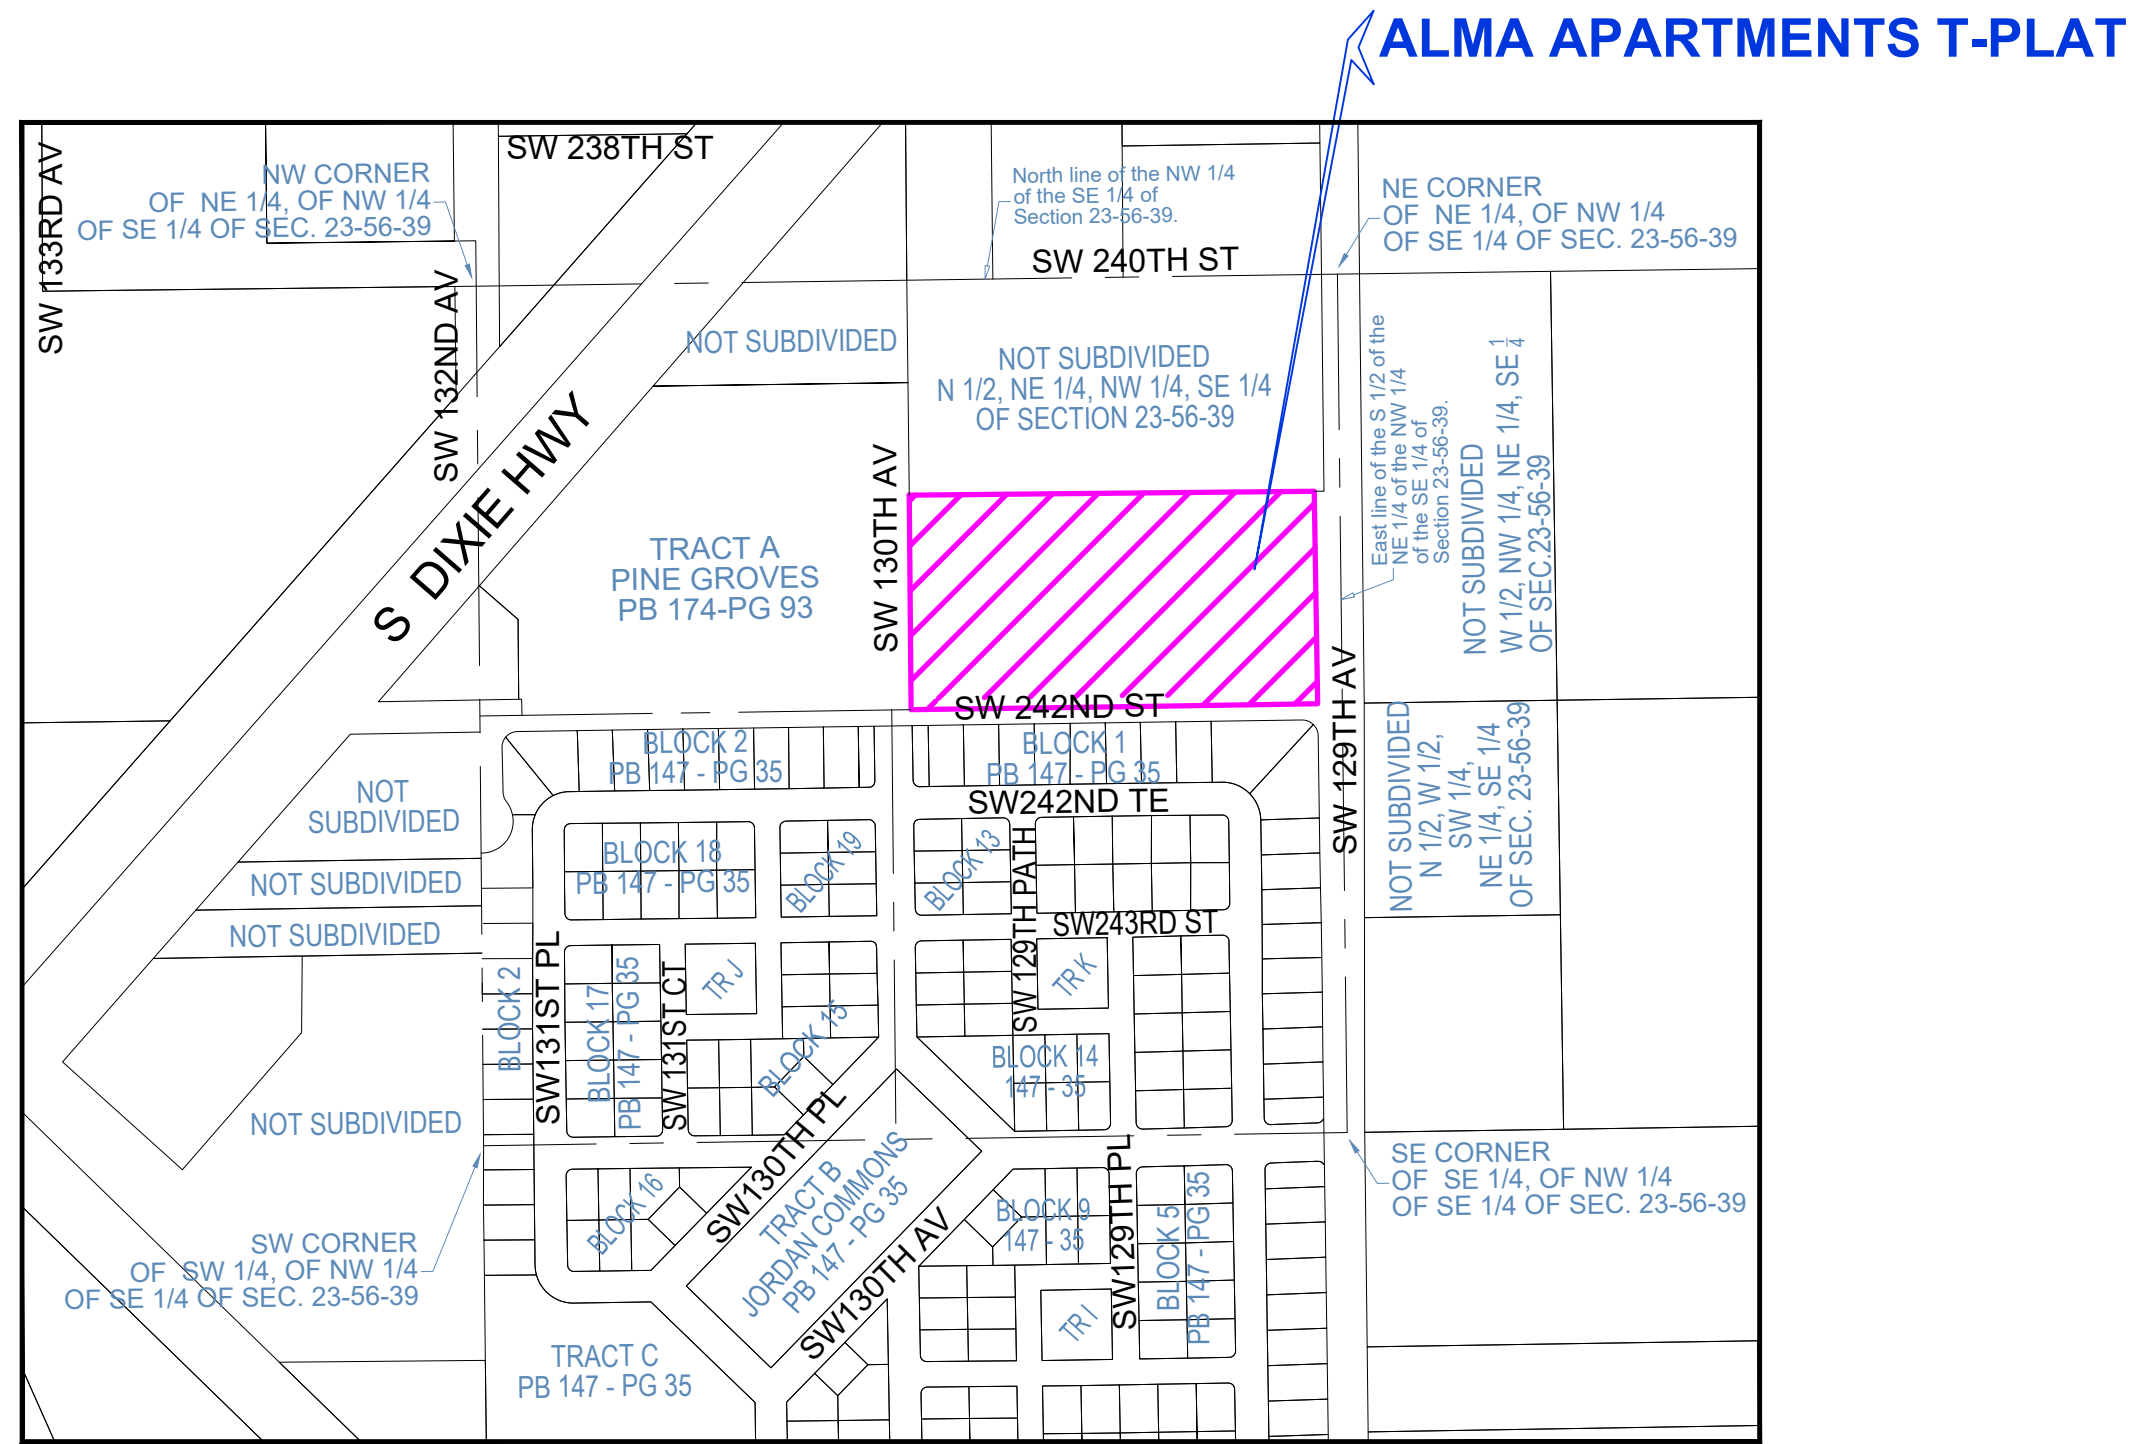 ALMA APARTMENTS T-PLAT
SW 133RD AV
NW CORNER
OF NE 1/4, OF NW 1/4
OF SE 1/4 OF SEC. 23-56-39
SW 238TH ST
North line of the NW 1/4
of the SE 1/4 of
Section 23-56-39.
NE CORNER
OF NE 1/4, OF NW 1/4
OF SE 1/4 OF SEC. 23-56-39
SW 240TH ST
SW 132ND AV
NOT SUBDIVIDED
NOT SUBDIVIDED
N 1/2, NE 1/4, NW 1/4, SE 1/4
OF SECTION 23-56-39
East line of the S 1/2 of the
NE 1/4 of the NW 1/4
of the SE 1/4 of
Section 23-56-39.
NOT SUBDIVIDED
W 1/2, NW 1/4, NE 1/4, SE 1/4
OF SEC.23-56-39
S DIXIE HWY
SW 130TH AV
TRACT A
PINE GROVES
PB 174-PG 93
SW 242ND ST
SW 129TH AV
NOT SUBDIVIDED
N 1/2, W 1/2,
SW 1/4,
NE 1/4, SE 1/4
OF SEC. 23-56-39
BLOCK 2
PB 147 - PG 35
BLOCK 1
PB 147 - PG 35
SW242ND TE
NOT
SUBDIVIDED
BLOCK 18
PB 147 - PG 35
BLOCK 19
BLOCK 13
SW 129TH PATH
NOT SUBDIVIDED
SW243RD ST
NOT SUBDIVIDED
BLOCK 2
SW131ST PL
BLOCK 17
PB 147 - PG 35
SW 131ST CT
TR J
TR K
BLOCK 15
BLOCK 14
147 - 35
NOT SUBDIVIDED
SW130TH PL
TRACT B
JORDAN COMMONS
PB 147 - PG 35
SE CORNER
OF SE 1/4, OF NW 1/4
OF SE 1/4 OF SEC. 23-56-39
BLOCK 16
SW130TH AV
BLOCK 9
147 - 35
SW129TH PL
BLOCK 5
PB 147 - PG 35
SW CORNER
OF SW 1/4, OF NW 1/4
OF SE 1/4 OF SEC. 23-56-39
TR I
TRACT C
PB 147 - PG 35